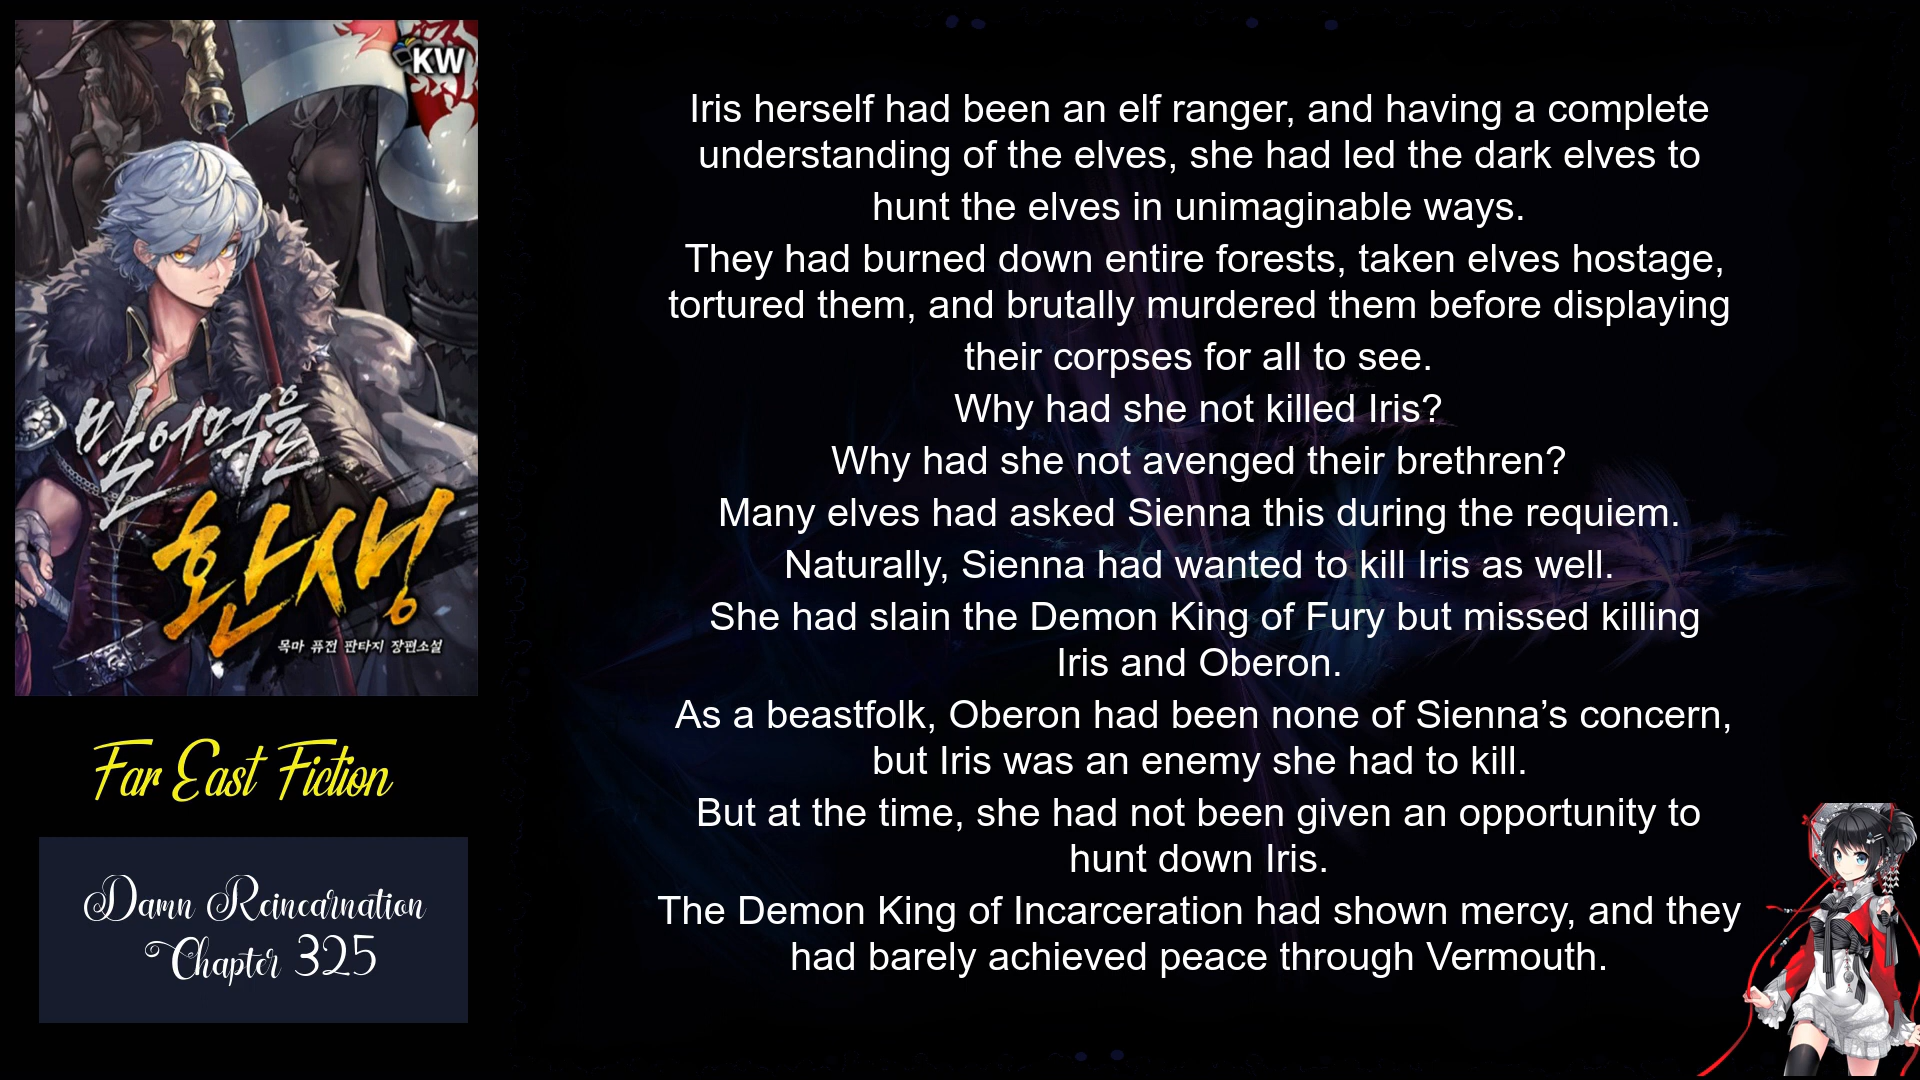 KW
빌어먹을
환생
목마 퓨전 판타지 장편소설
Far East Fiction
Damn Reincarnation
Chapter 325
Iris herself had been an elf ranger, and having a complete
understanding of the elves, she had led the dark elves to
hunt the elves in unimaginable ways.
They had burned down entire forests, taken elves hostage,
tortured them, and brutally murdered them before displaying
their corpses for all to see.
Why had she not killed Iris?
Why had she not avenged their brethren?
Many elves had asked Sienna this during the requiem.
Naturally, Sienna had wanted to kill Iris as well.
She had slain the Demon King of Fury but missed killing
Iris and Oberon.
As a beastfolk, Oberon had been none of Sienna’s concern,
but Iris was an enemy she had to kill.
But at the time, she had not been given an opportunity to
hunt down Iris.
The Demon King of Incarceration had shown mercy, and they
had barely achieved peace through Vermouth.